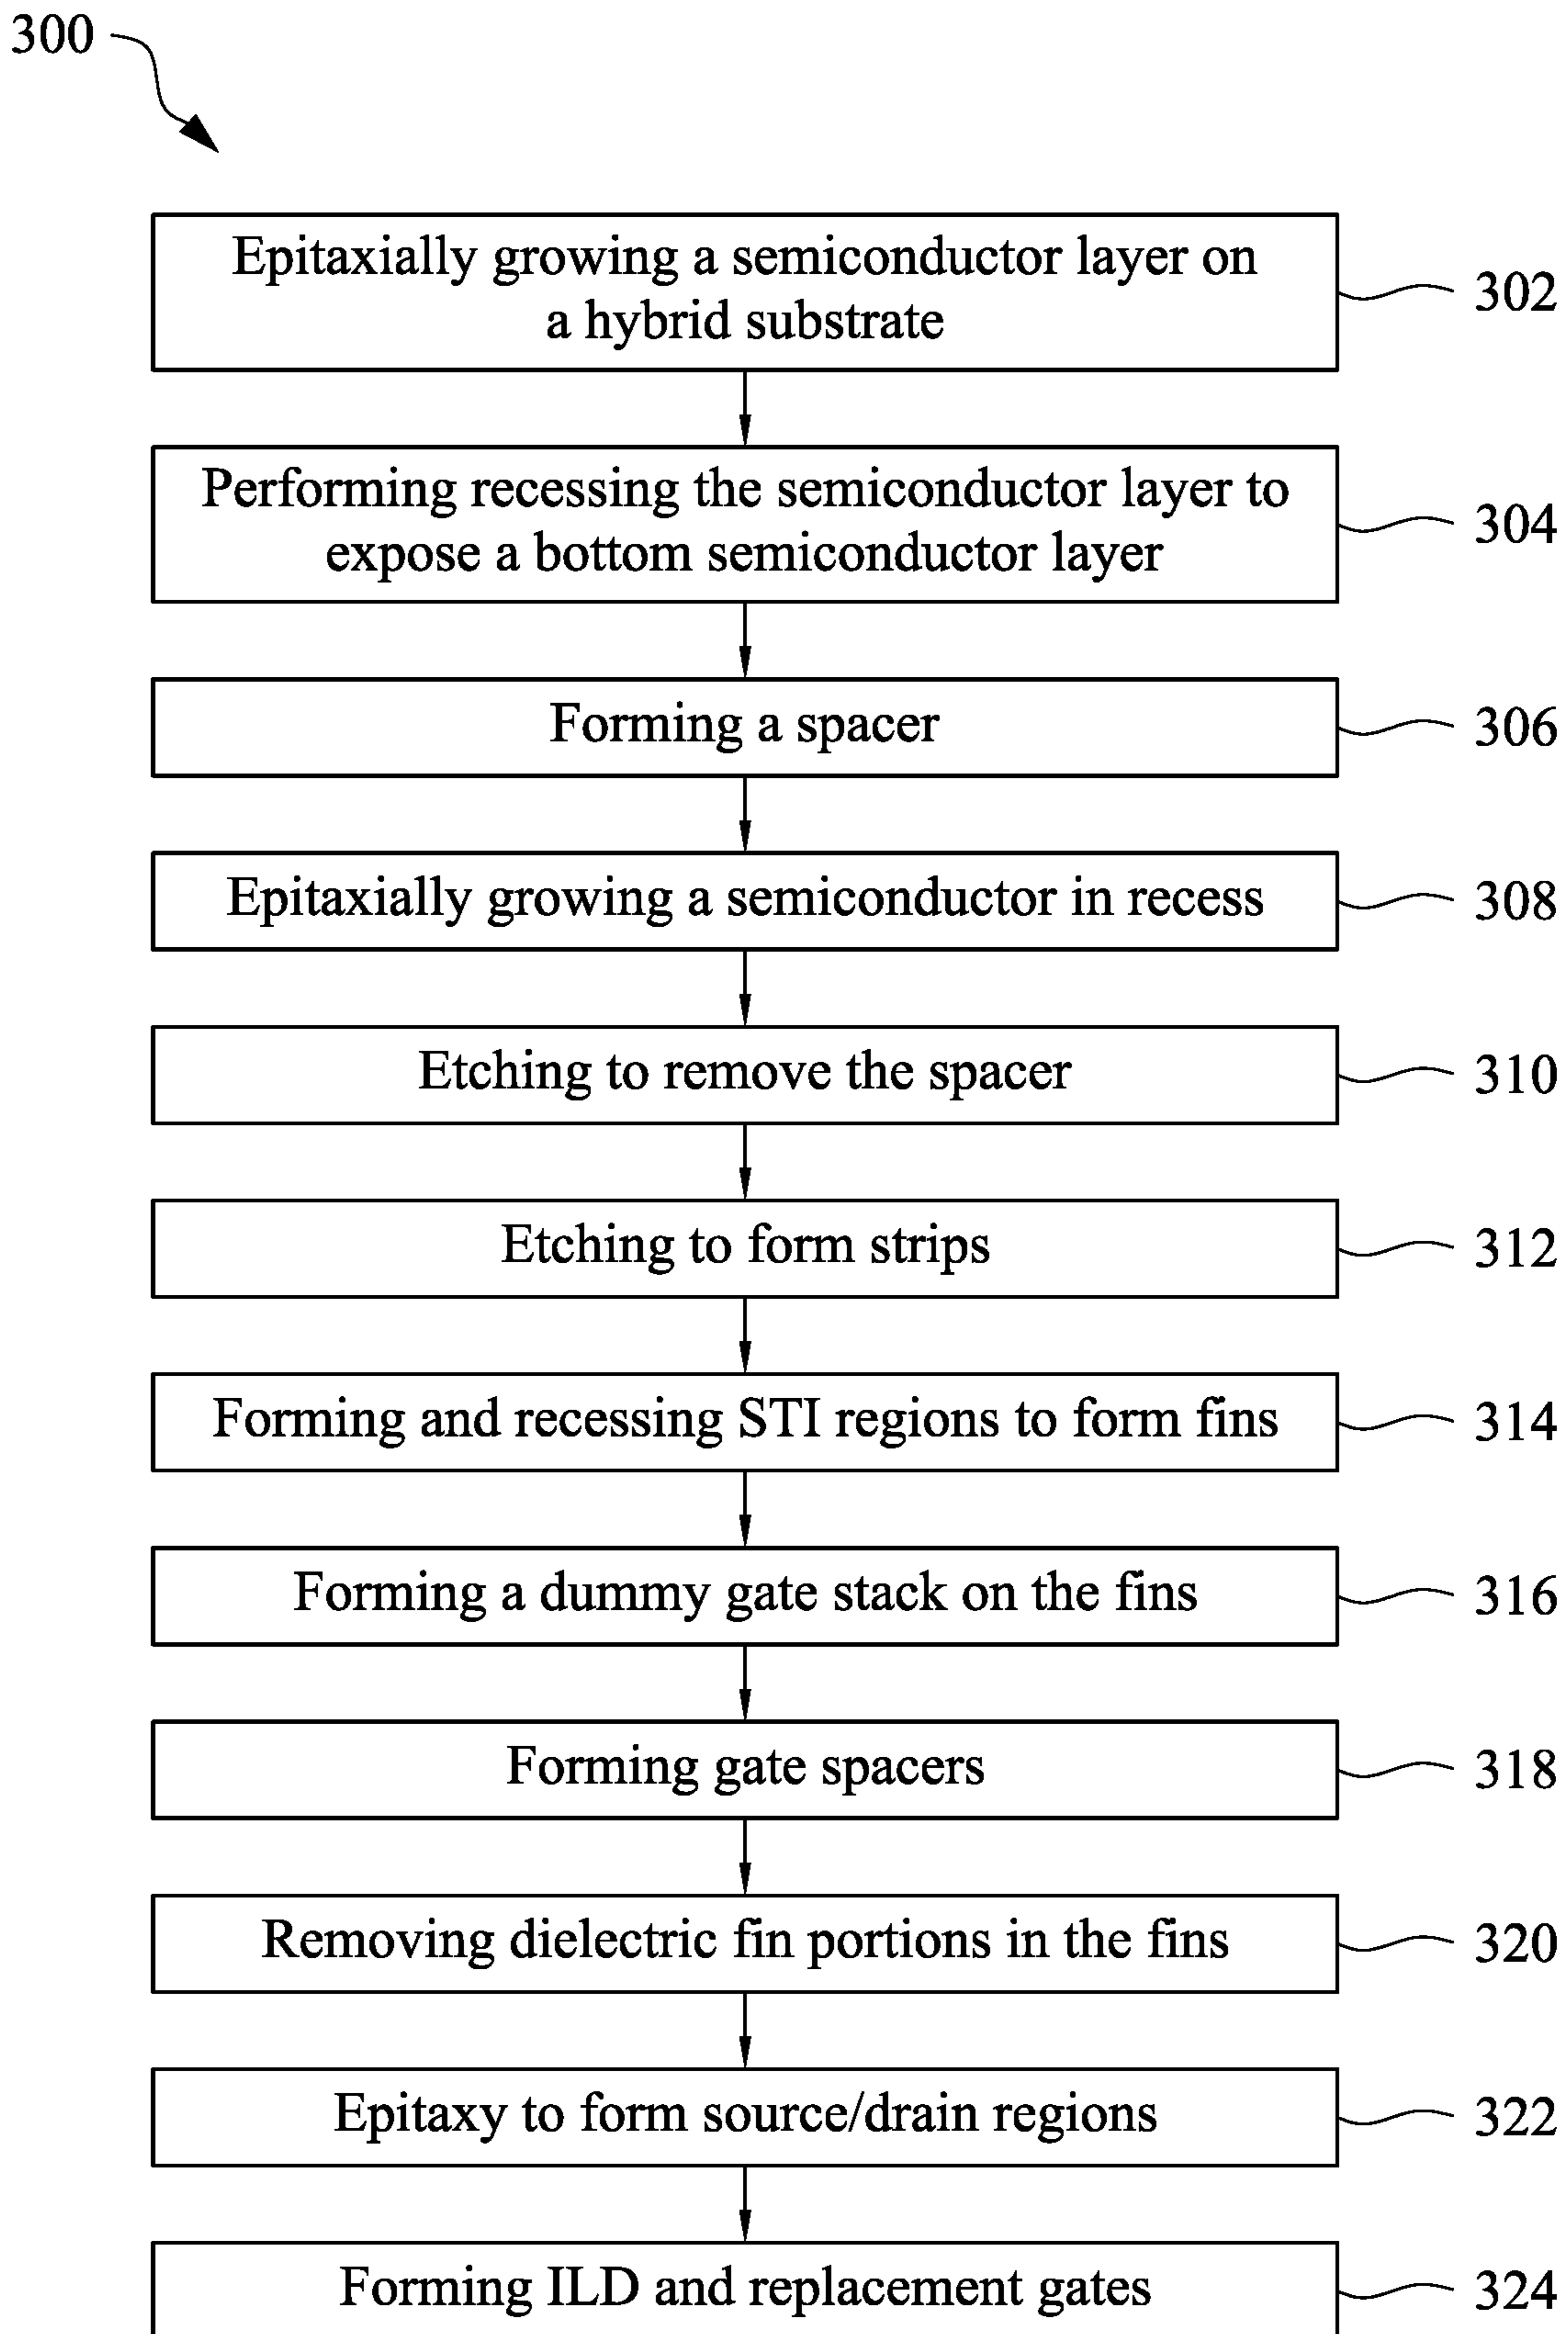 300
Epitaxially growing a semiconductor layer on
a hybrid substrate
302
Performing recessing the semiconductor layer to
expose a bottom semiconductor layer
304
Forming a spacer
306
Epitaxially growing a semiconductor in recess
308
Etching to remove the spacer
310
Etching to form strips
312
Forming and recessing STI regions to form fins
314
Forming a dummy gate stack on the fins
316
Forming gate spacers
318
Removing dielectric fin portions in the fins
320
Epitaxy to form source/drain regions
322
Forming ILD and replacement gates
324